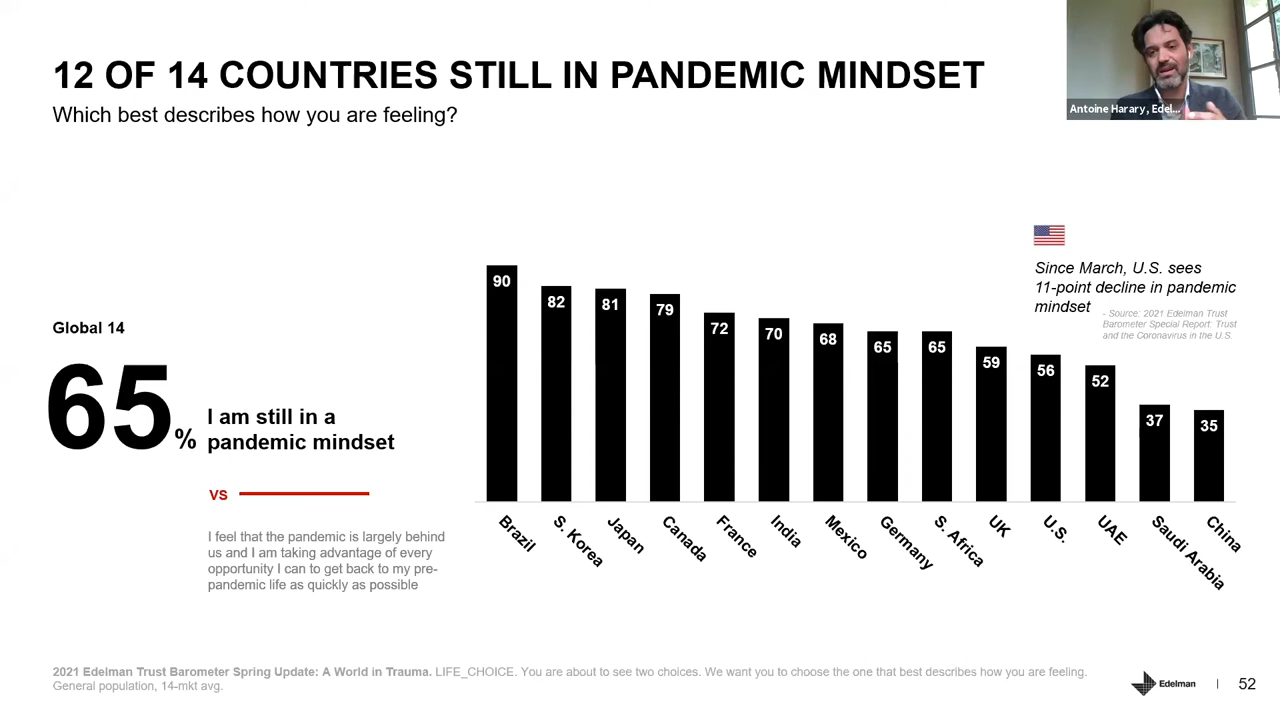 12 OF 14 COUNTRIES STILL IN PANDEMIC MINDSET
Which best describes how you are feeling?
Antoine Harary, Edel...
Since March, U.S. sees
11-point decline in pandemic
mindset
- Source: 2021 Edelman Trust
Barometer Special Report: Trust
and the Coronavirus in the U.S.
Global 14
65%
I am still in a
pandemic mindset
VS
I feel that the pandemic is largely behind
us and I am taking advantage of every
opportunity I can to get back to my pre-
pandemic life as quickly as possible
90
82
81
79
72
70
68
65
65
59
56
52
37
35
Brazil
S. Korea
Japan
Canada
France
India
Mexico
Germany
S. Africa
UK
U.S.
UAE
Saudi Arabia
China
2021 Edelman Trust Barometer Spring Update: A World in Trauma. LIFE_CHOICE. You are about to see two choices. We want you to choose the one that best describes how you are feeling.
General population, 14-mkt avg.
Edelman | 52